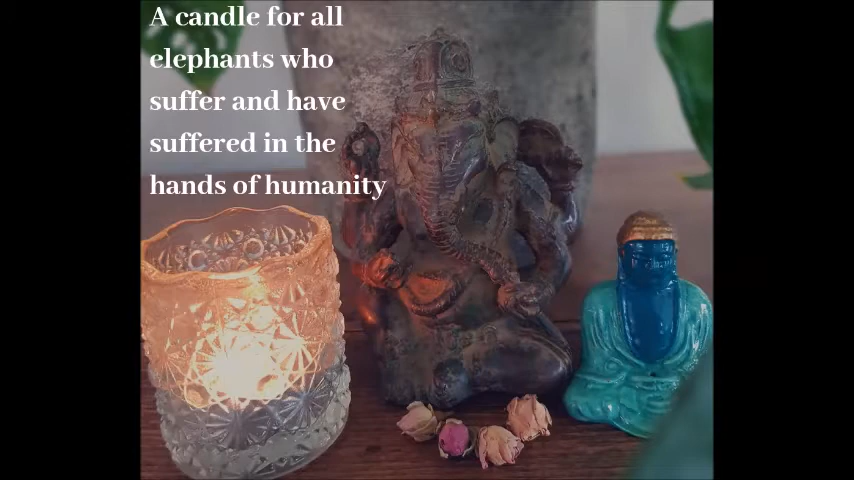 A candle for all
elephants who
suffer and have
suffered in the
hands of humanity